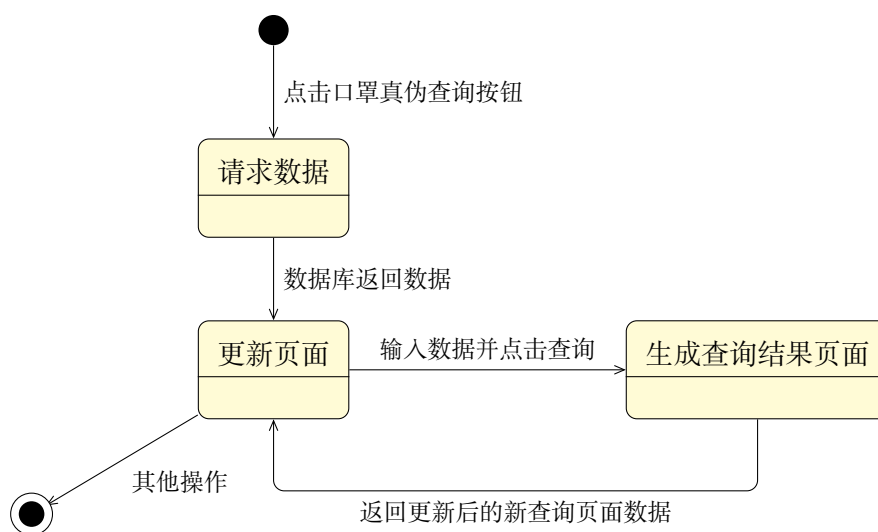 点击口罩真伪查询按钮
请求数据
数据库返回数据
更新页面
输入数据并点击查询
生成查询结果页面
其他操作
返回更新后的新查询页面数据